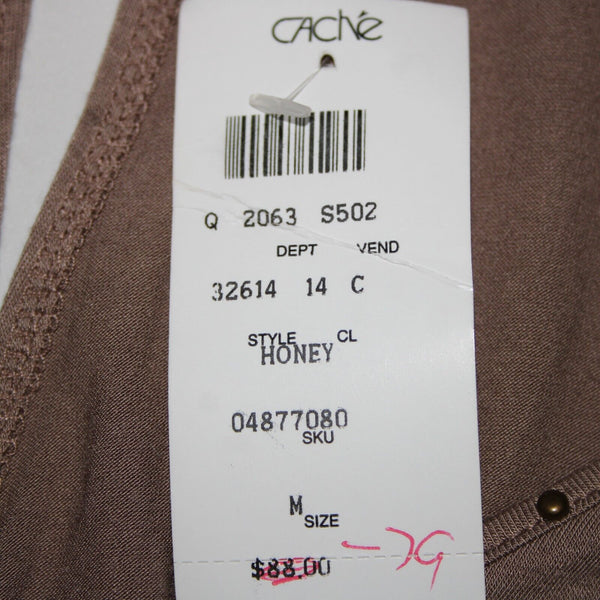 Caché
Q 2063 S502
DEPT VEND
32614 14 C
STYLE CL
HONEY
04877080
SKU
M
SIZE
$88.00